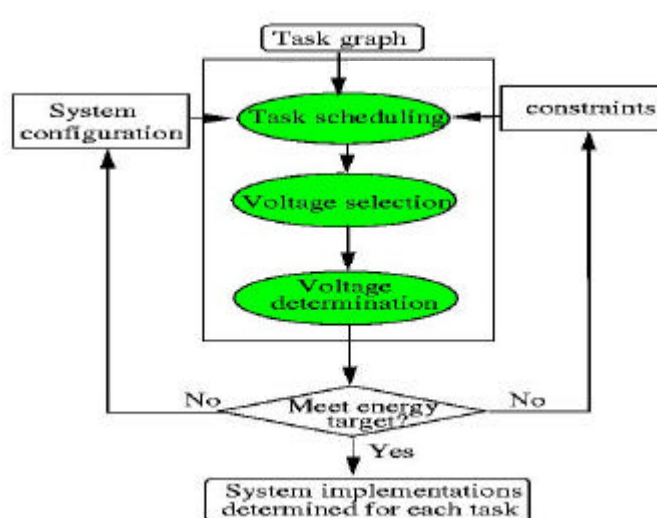 Task graph
System
configuration
Task scheduling
constraints
Voltage selection
Voltage
determination
No
Meet energy
target?
No
Yes
System implementations
determined for each task